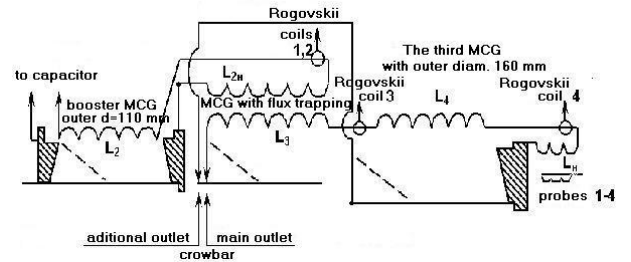 Rogovskii
coils
1,2
to capacitor
booster MCG
outer d=110 mm
L2
L2H
MCG with flux trapping
L3
The third MCG
with outer diam. 160 mm
Rogovskii
coil 3
L4
Rogovskii
coil 4
LH
probes 1-4
aditional outlet
main outlet
crowbar